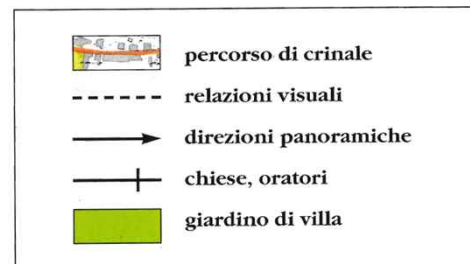 percorso di crinale
relazioni visuali
direzioni panoramiche
chiese, oratori
giardino di villa